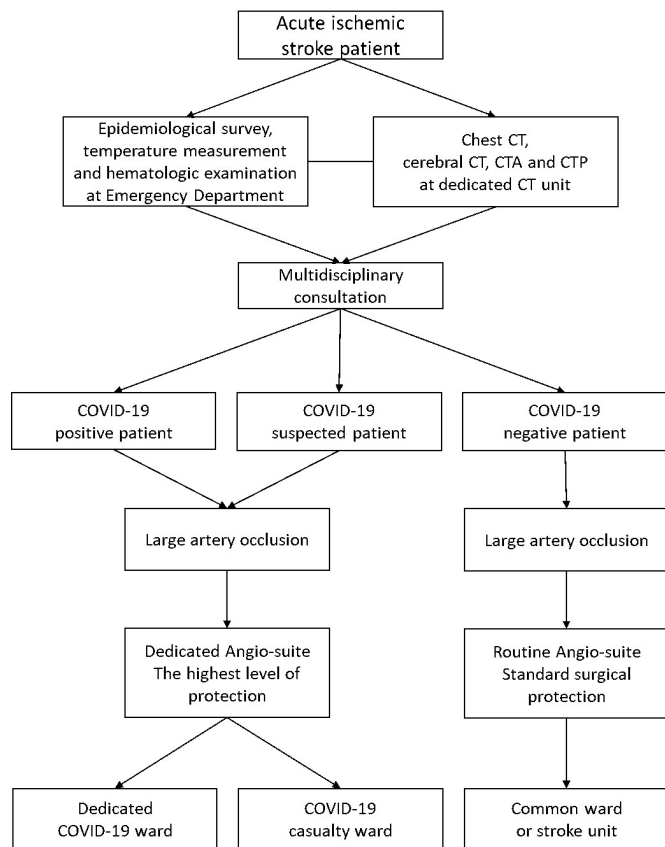 Acute ischemic
stroke patient
Epidemiological survey,
temperature measurement
and hematologic examination
at Emergency Department
Chest CT,
cerebral CT, CTA and CTP
at dedicated CT unit
Multidisciplinary
consultation
COVID-19
positive patient
COVID-19
suspected patient
COVID-19
negative patient
Large artery occlusion
Large artery occlusion
Dedicated Angio-suite
The highest level of
protection
Routine Angio-suite
Standard surgical
protection
Dedicated
COVID-19 ward
COVID-19
casualty ward
Common ward
or stroke unit